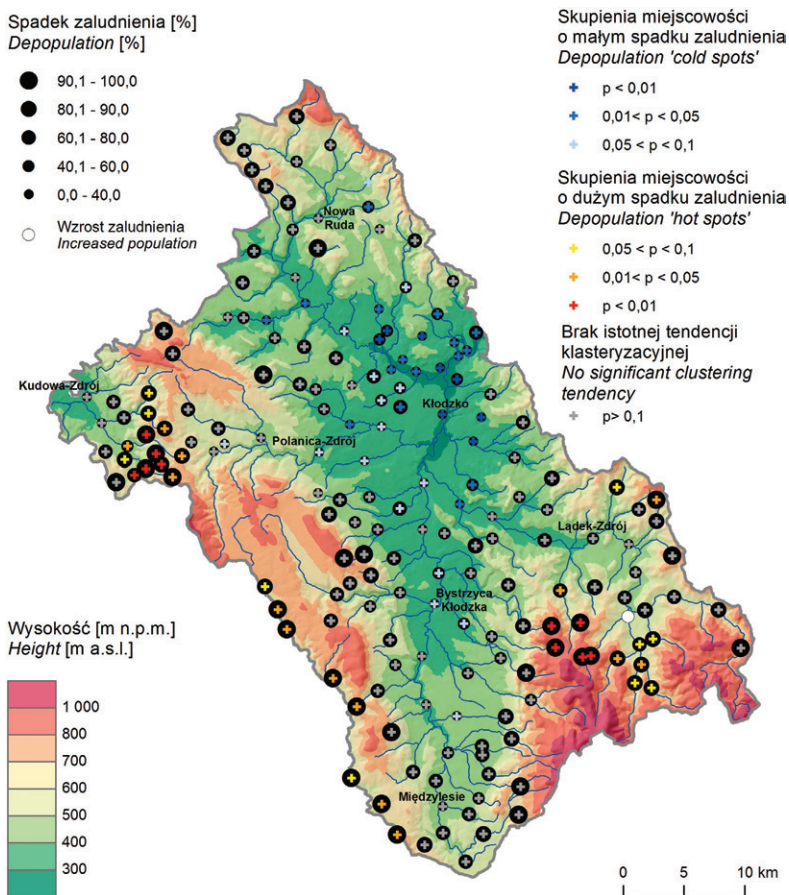 Spadek zaludnienia [%]
Depopulation [%]
90,1 - 100,0
80,1 - 90,0
60,1 - 80,0
40,1 - 60,0
0,0 - 40,0
Wzrost zaludnienia
Increased population
Skupienia miejscowości
o małym spadku zaludnienia
Depopulation 'cold spots'
p < 0,01
0,01< p < 0,05
0,05 < p < 0,1
Skupienia miejscowości
o dużym spadku zaludnienia
Depopulation 'hot spots'
0,05 < p < 0,1
0,01< p < 0,05
p < 0,01
Brak istotnej tendencji
klasteryzacyjnej
No significant clustering
tendency
p> 0,1
Nowa
Ruda
Kudowa-Zdrój
Kłodzko
Polanica-Zdrój
Lądek-Zdrój
Bystrzyca
Kłodzka
Międzylesie
Wysokość [m n.p.m.]
Height [m a.s.l.]
1 000
800
700
600
500
400
300
0 5 10 km